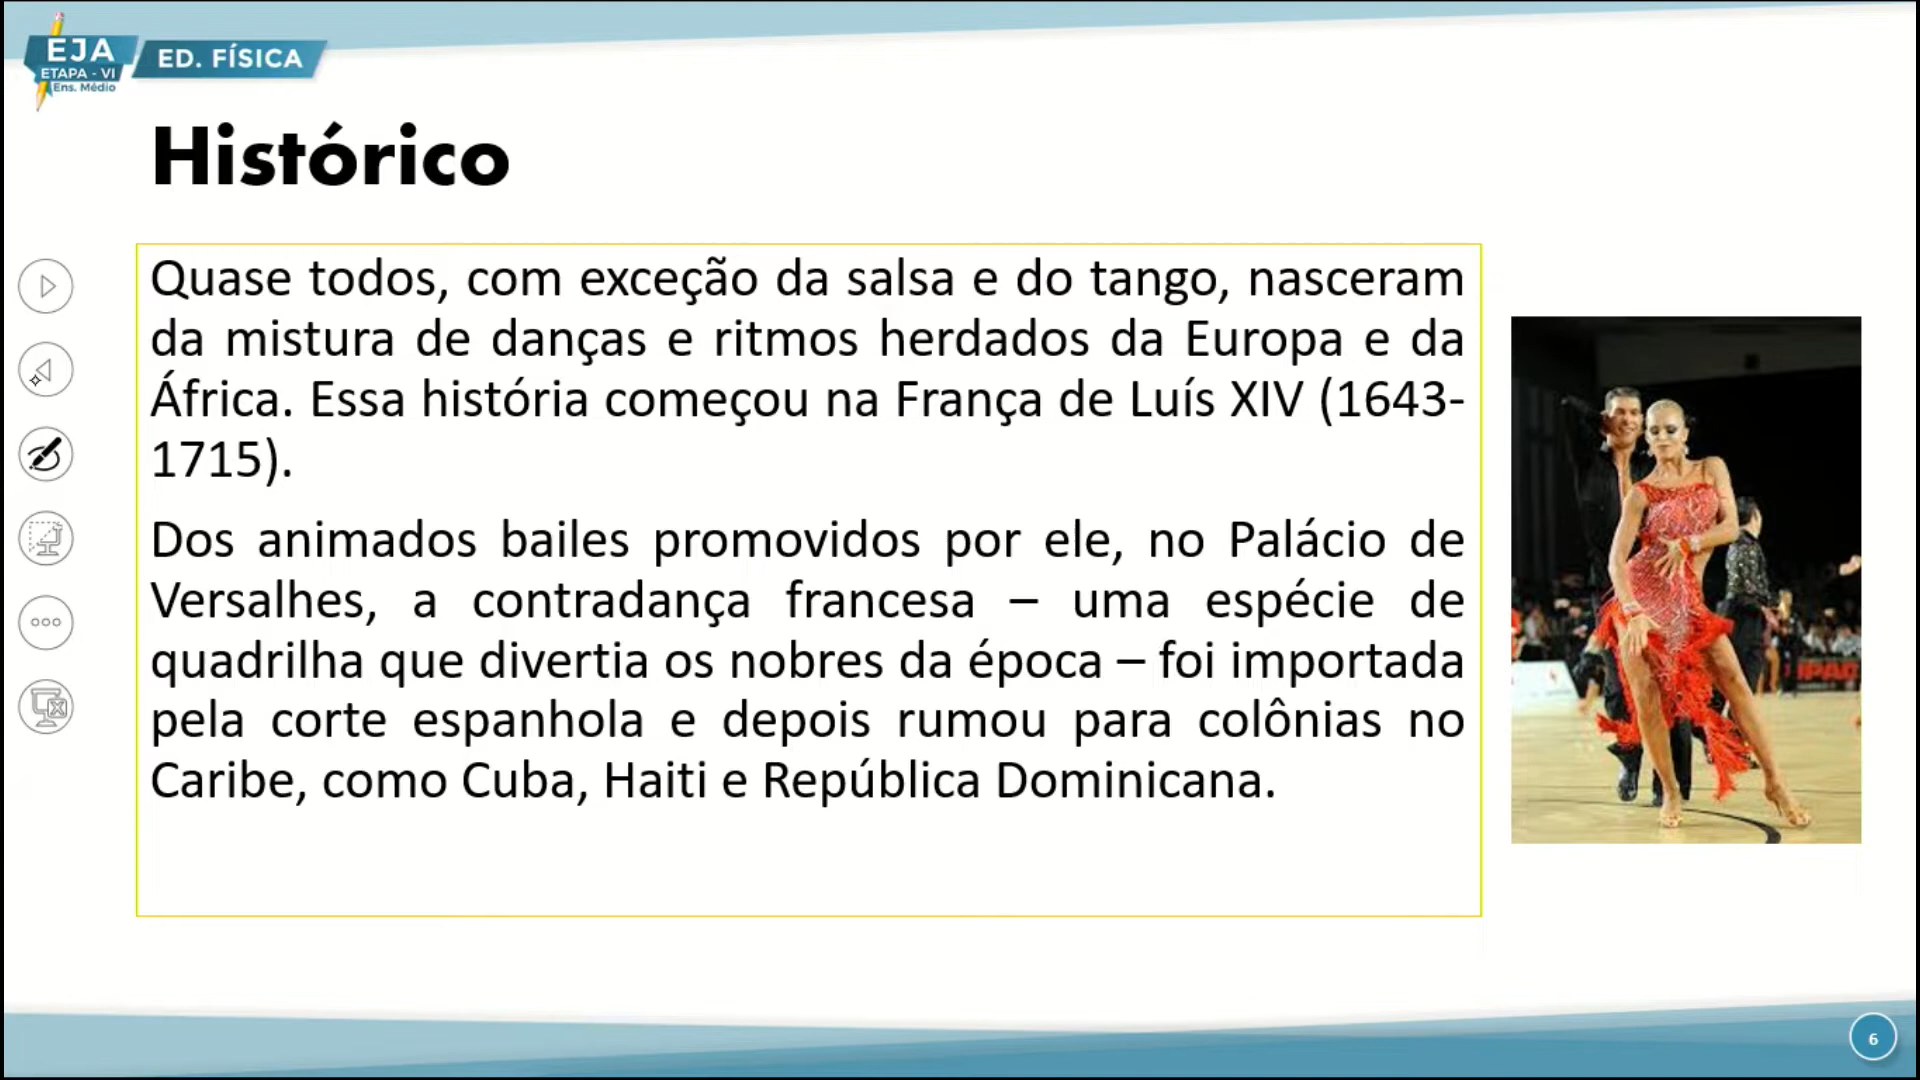 EJA
ETAPA - VI
Ens. Médio
ED. FÍSICA
Histórico
Quase todos, com exceção da salsa e do tango, nasceram
da mistura de danças e ritmos herdados da Europa e da
África. Essa história começou na França de Luís XIV (1643-
1715).
Dos animados bailes promovidos por ele, no Palácio de
Versalhes, a contradança francesa – uma espécie de
quadrilha que divertia os nobres da época – foi importada
pela corte espanhola e depois rumou para colônias no
Caribe, como Cuba, Haiti e República Dominicana.
6